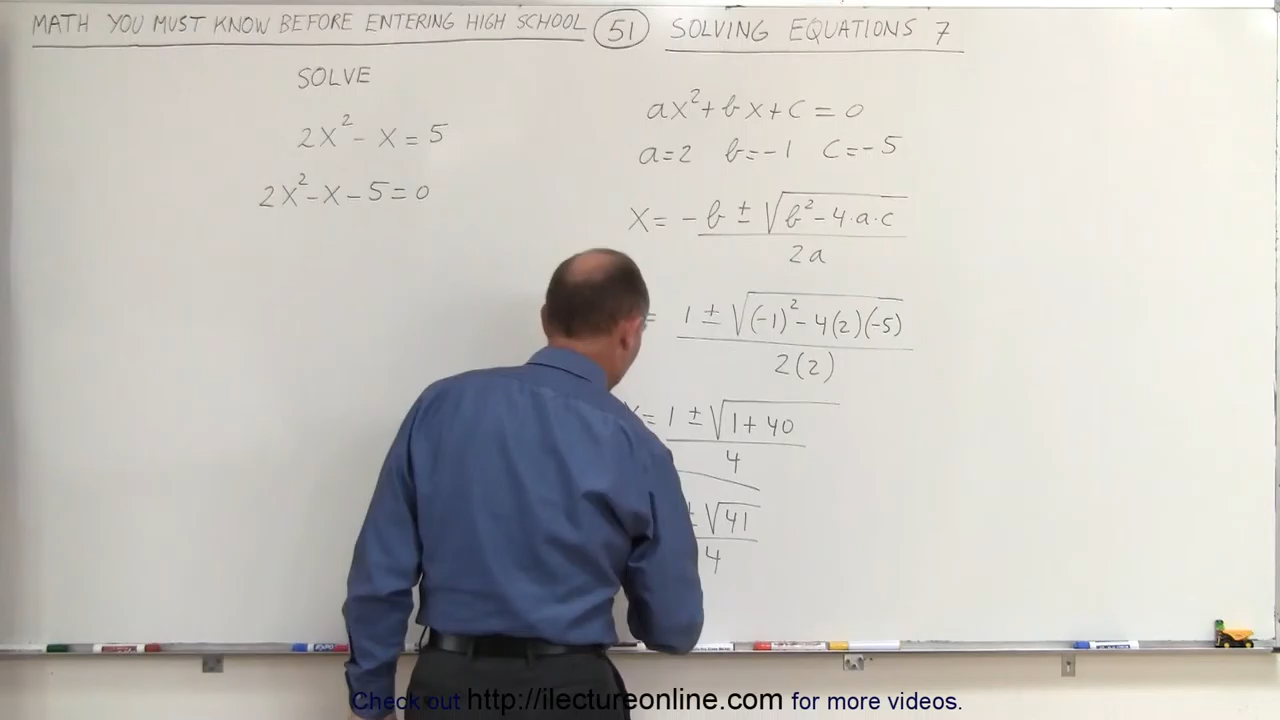 MATH YOU MUST KNOW BEFORE ENTERING HIGH SCHOOL 51 SOLVING EQUATIONS 7
SOLVE
2x² - x = 5
2x² - x - 5 = 0
ax² + bx + c = 0
a = 2 b = -1 c = -5
x = -b ± √(b² - 4·a·c)
2a
= 1 ± √((-1)² - 4(2)(-5))
2(2)
x = 1 ± √(1 + 40)
4
± √41
4
Check out http://ilectureonline.com for more videos.